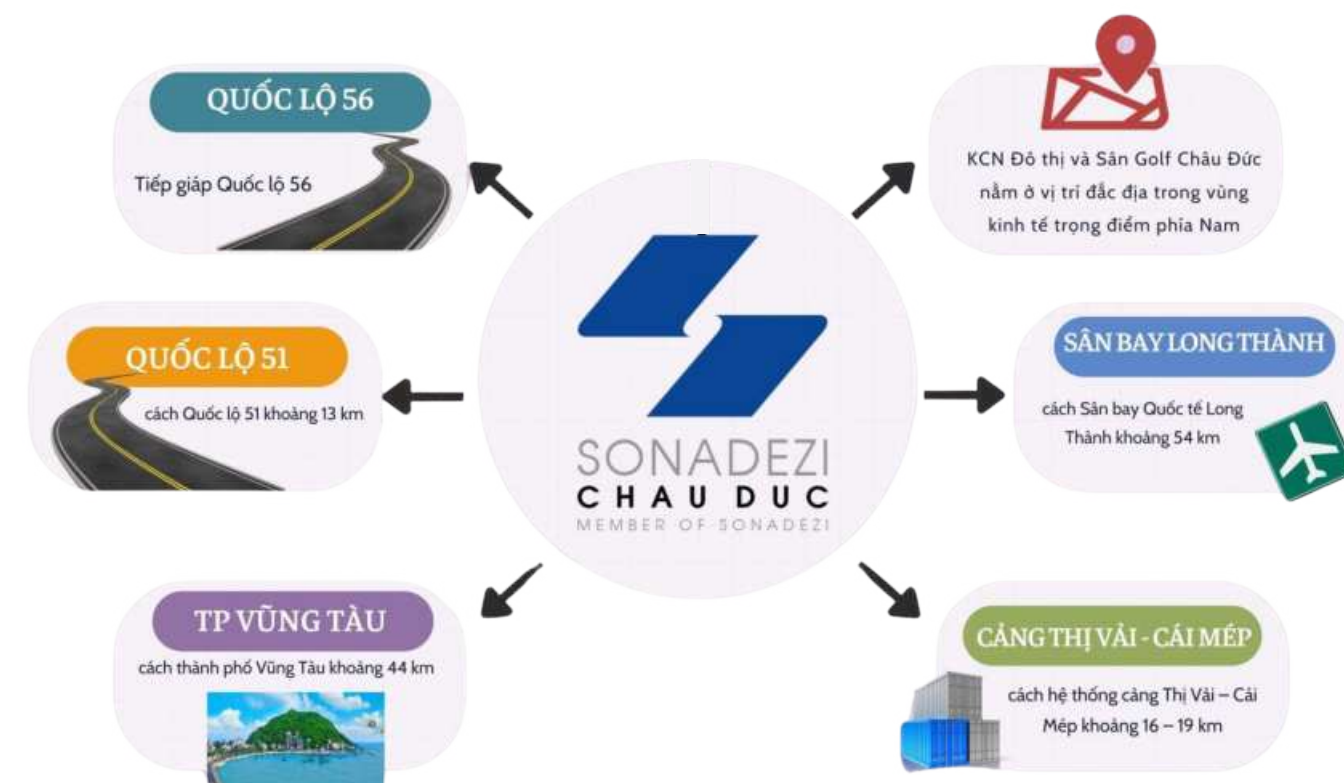 QUỐC LỘ 56
Tiếp giáp Quốc lộ 56
KCN Đô thị và Sân Golf Châu Đức
nằm ở vị trí đắc địa trong vùng
kinh tế trọng điểm phía Nam
QUỐC LỘ 51
cách Quốc lộ 51 khoảng 13 km
SONADEZI
CHAU DUC
MEMBER OF SONADEZI
SÂN BAY LONG THÀNH
cách Sân bay Quốc tế Long
Thành khoảng 54 km
TP VŨNG TÀU
cách thành phố Vũng Tàu khoảng 44 km
CẢNG THỊ VẢI - CÁI MÉP
cách hệ thống cảng Thị Vải – Cái
Mép khoảng 16 – 19 km